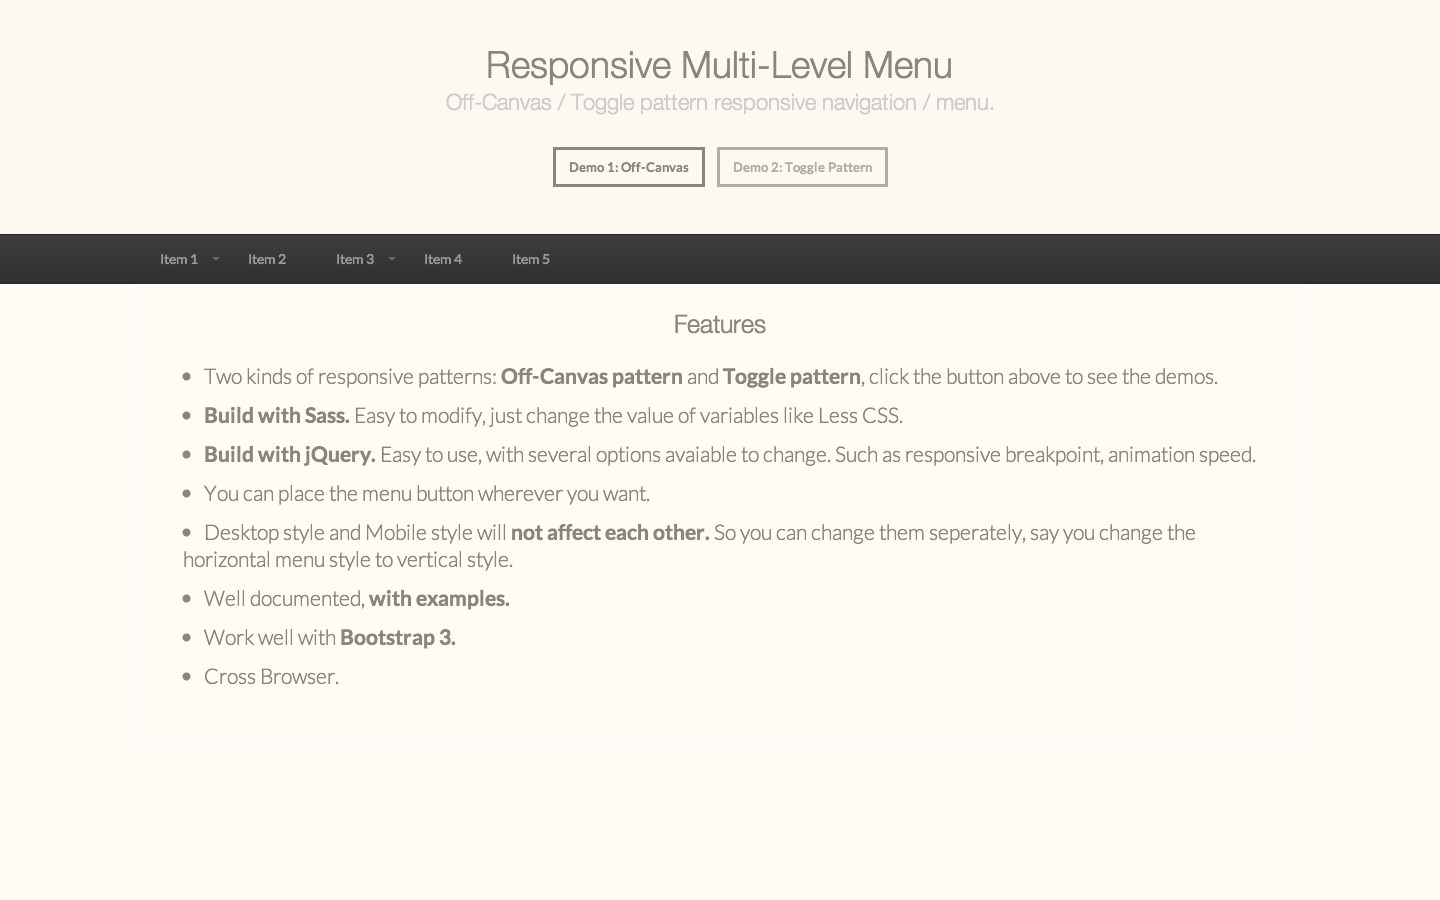 Responsive Multi-Level Menu
Off-Canvas / Toggle pattern responsive navigation / menu.
Demo 1: Off-Canvas Demo 2: Toggle Pattern
Item 1 Item 2 Item 3 Item 4 Item 5
Features
• Two kinds of responsive patterns: Off-Canvas pattern and Toggle pattern, click the button above to see the demos.
• Build with Sass. Easy to modify, just change the value of variables like Less CSS.
• Build with jQuery. Easy to use, with several options avaiable to change. Such as responsive breakpoint, animation speed.
• You can place the menu button wherever you want.
• Desktop style and Mobile style will not affect each other. So you can change them seperately, say you change the
horizontal menu style to vertical style.
• Well documented, with examples.
• Work well with Bootstrap 3.
• Cross Browser.